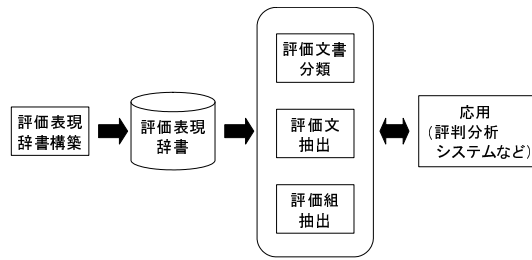 評価表現
辞書構築
評価表現
辞書
評価文書
分類
評価文
抽出
評価組
抽出
応用
(評判分析
システムなど)